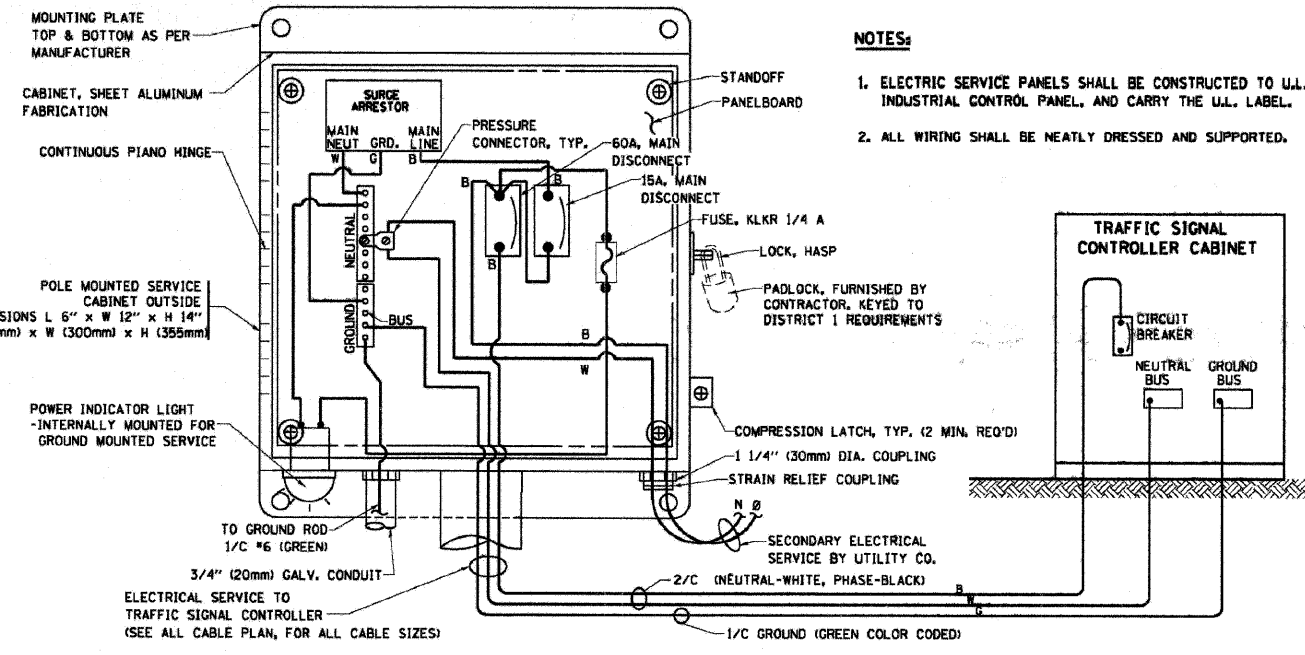 MOUNTING PLATE
TOP & BOTTOM AS PER
MANUFACTURER
CABINET, SHEET ALUMINUM
FABRICATION
CONTINUOUS PIANO HINGE
POLE MOUNTED SERVICE
CABINET OUTSIDE
SIONS L 6" x W 12" x H 14"
mm) x W (300mm) x H (355mm)
POWER INDICATOR LIGHT
-INTERNALLY MOUNTED FOR
GROUND MOUNTED SERVICE
SURGE
ARRESTOR
MAIN
NEUT
GRD.
MAIN
LINE
W
G
B
PRESSURE
CONNECTOR, TYP.
NEUTRAL
GROUND
BUS
B
B
B
B
W
STANDOFF
PANELBOARD
60A, MAIN
DISCONNECT
15A, MAIN
DISCONNECT
FUSE, KLKR 1/4 A
LOCK, HASP
PADLOCK, FURNISHED BY
CONTRACTOR, KEYED TO
DISTRICT 1 REQUIREMENTS
COMPRESSION LATCH, TYP. (2 MIN. REQ'D)
1 1/4" (30mm) DIA. COUPLING
STRAIN RELIEF COUPLING
N Ø
SECONDARY ELECTRICAL
SERVICE BY UTILITY CO.
TO GROUND ROD
1/C #6 (GREEN)
3/4" (20mm) GALV. CONDUIT
ELECTRICAL SERVICE TO
TRAFFIC SIGNAL CONTROLLER
(SEE ALL CABLE PLAN, FOR ALL CABLE SIZES)
2/C (NEUTRAL-WHITE, PHASE-BLACK)
1/C GROUND (GREEN COLOR CODED)
B
W
G
NOTES:
1. ELECTRIC SERVICE PANELS SHALL BE CONSTRUCTED TO U.L.
INDUSTRIAL CONTROL PANEL, AND CARRY THE U.L. LABEL.
2. ALL WIRING SHALL BE NEATLY DRESSED AND SUPPORTED.
TRAFFIC SIGNAL
CONTROLLER CABINET
CIRCUIT
BREAKER
NEUTRAL
BUS
GROUND
BUS